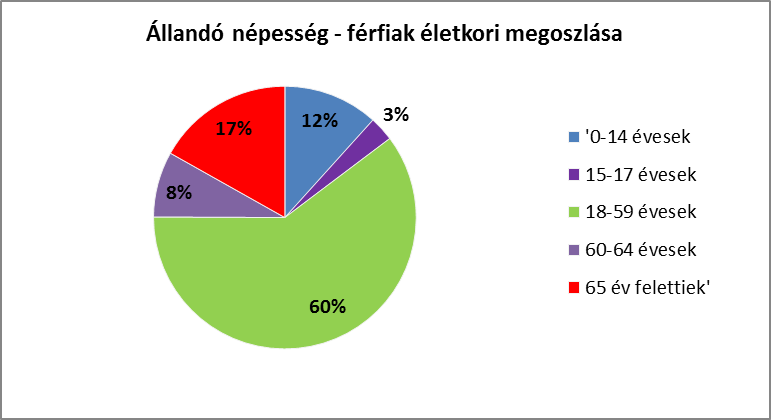 Állandó népesség - férfiak életkori megoszlása
12%
3%
60%
8%
17%
'0-14 évesek
15-17 évesek
18-59 évesek
60-64 évesek
65 év felettiek'